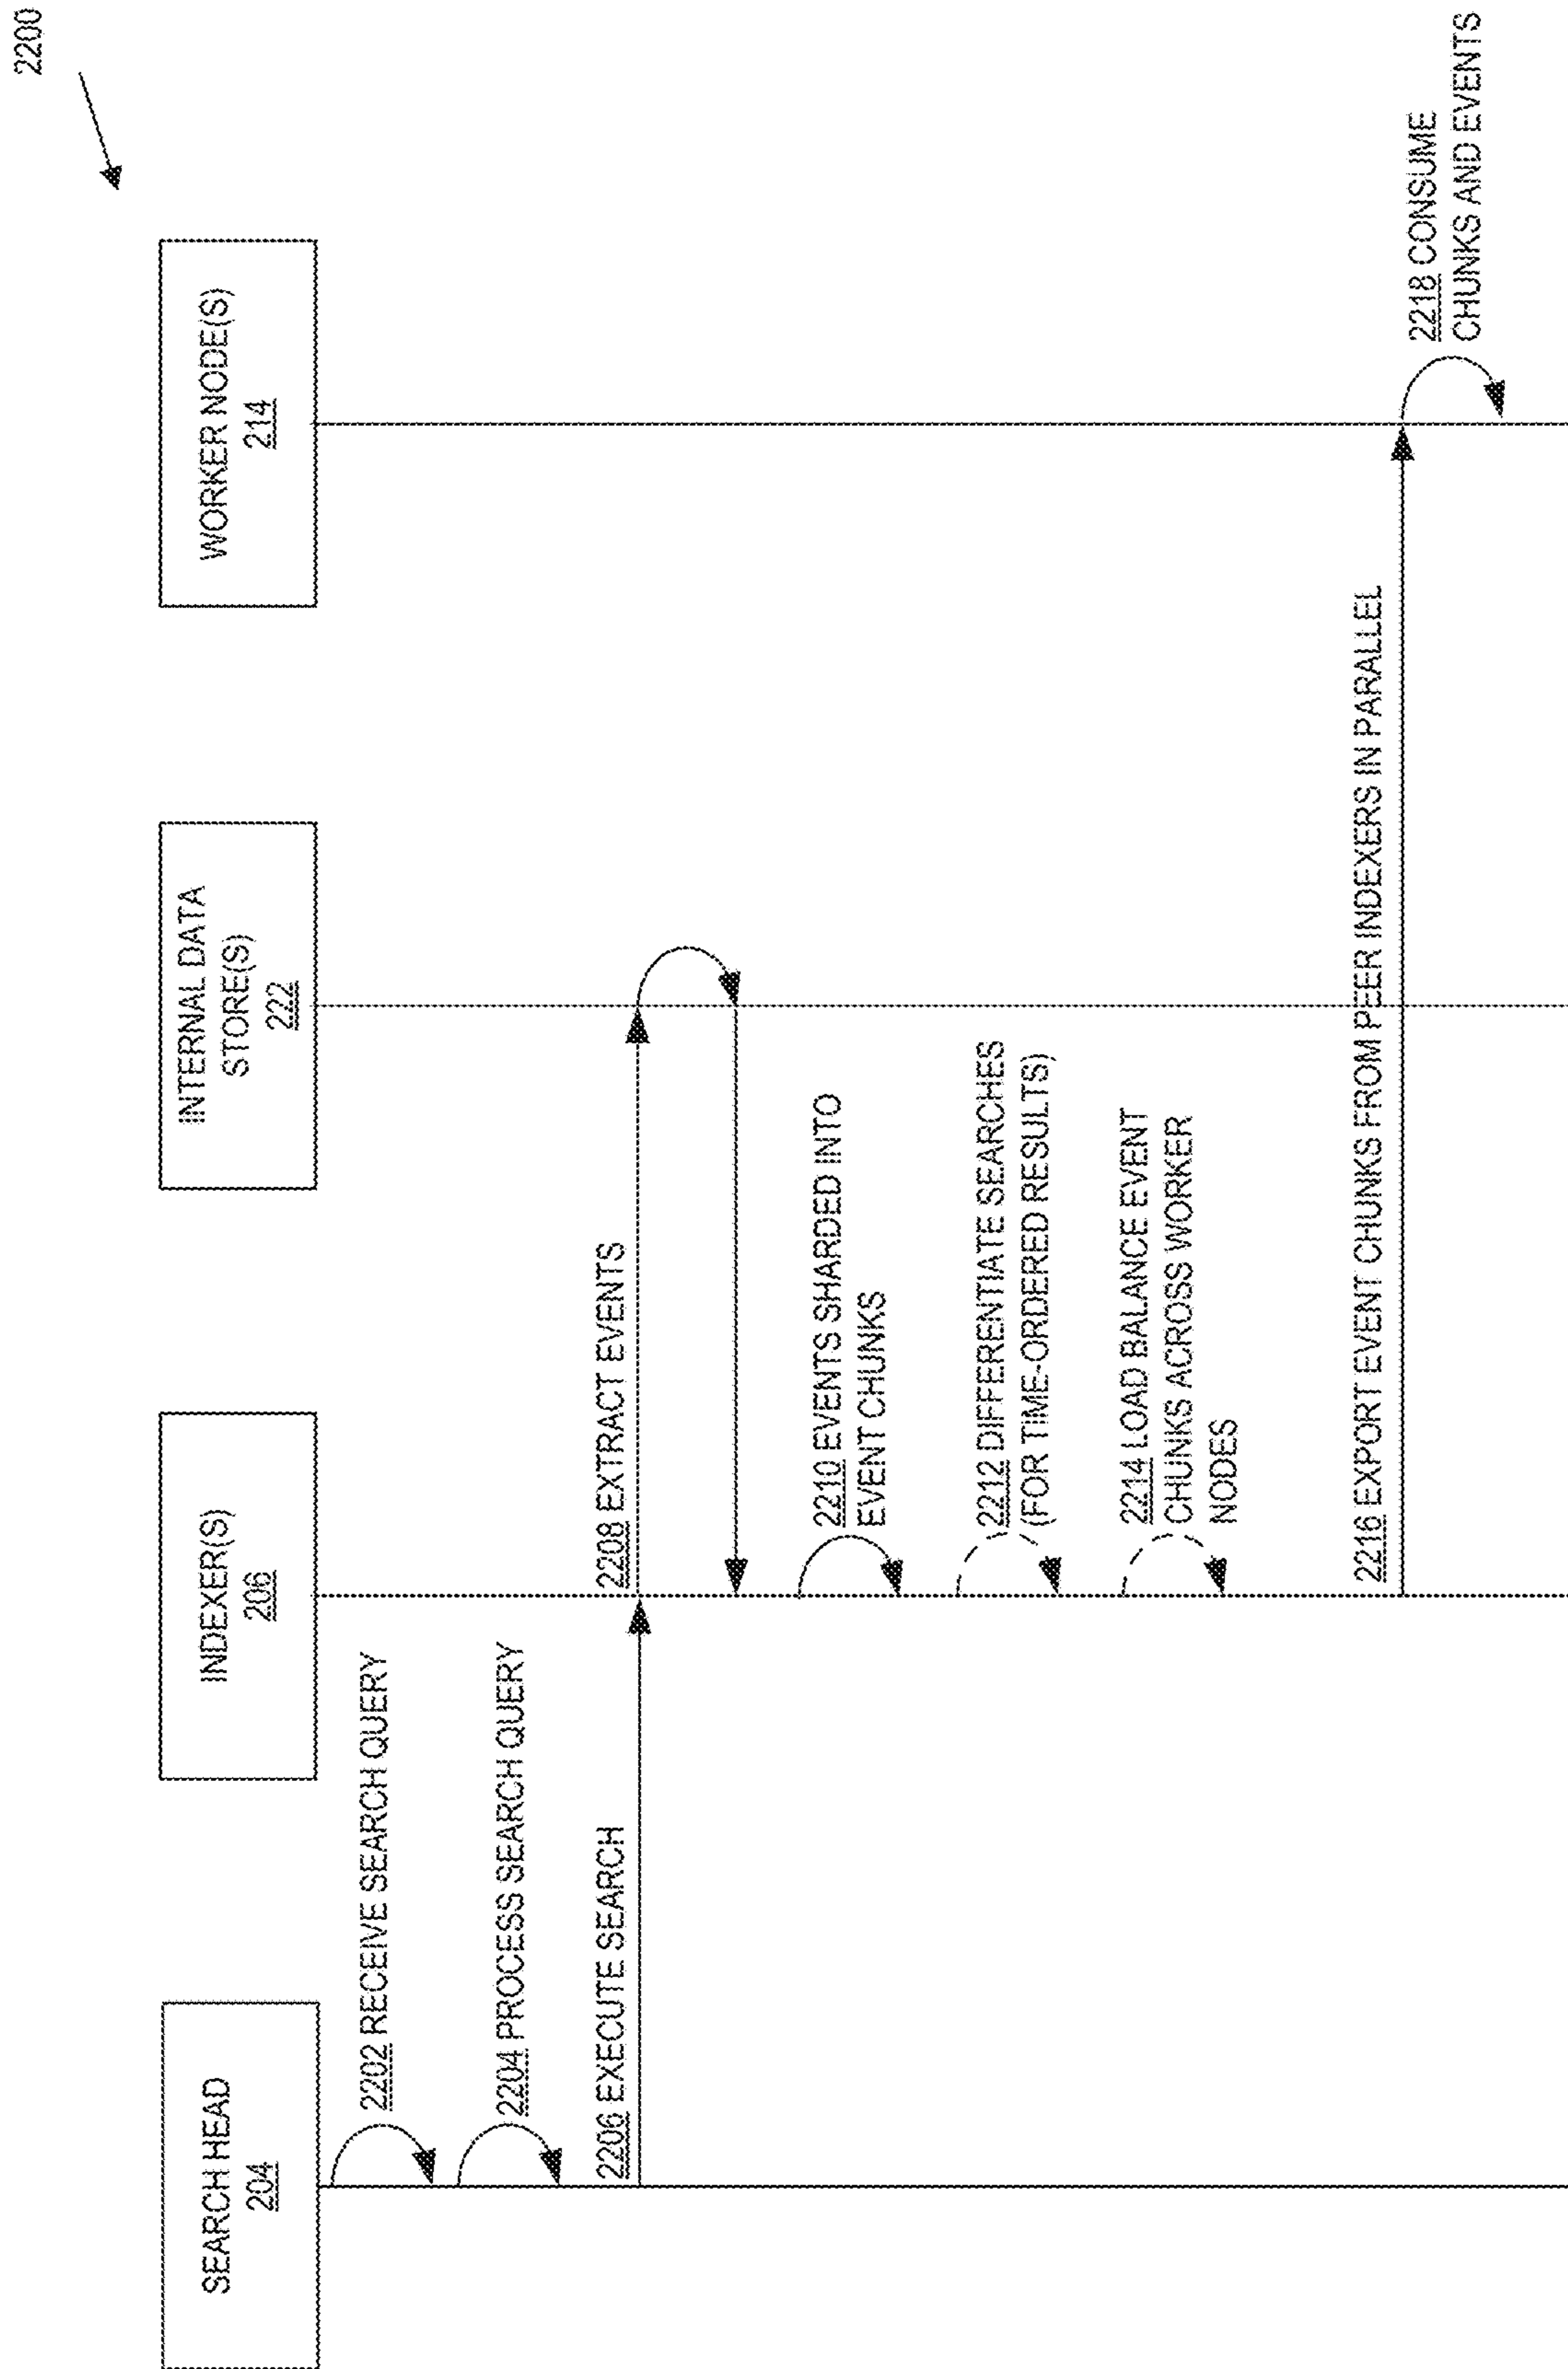 2200
SEARCH HEAD
204
INDEXER(S)
206
INTERNAL DATA
STORE(S)
222
WORKER NODE(S)
214
2202 RECEIVE SEARCH QUERY
2204 PROCESS SEARCH QUERY
2206 EXECUTE SEARCH
2208 EXTRACT EVENTS
2210 EVENTS SHARDED INTO
EVENT CHUNKS
2212 DIFFERENTIATE SEARCHES
(FOR TIME-ORDERED RESULTS)
2214 LOAD BALANCE EVENT
CHUNKS ACROSS WORKER
NODES
2216 EXPORT EVENT CHUNKS FROM PEER INDEXERS IN PARALLEL
2218 CONSUME
CHUNKS AND EVENTS